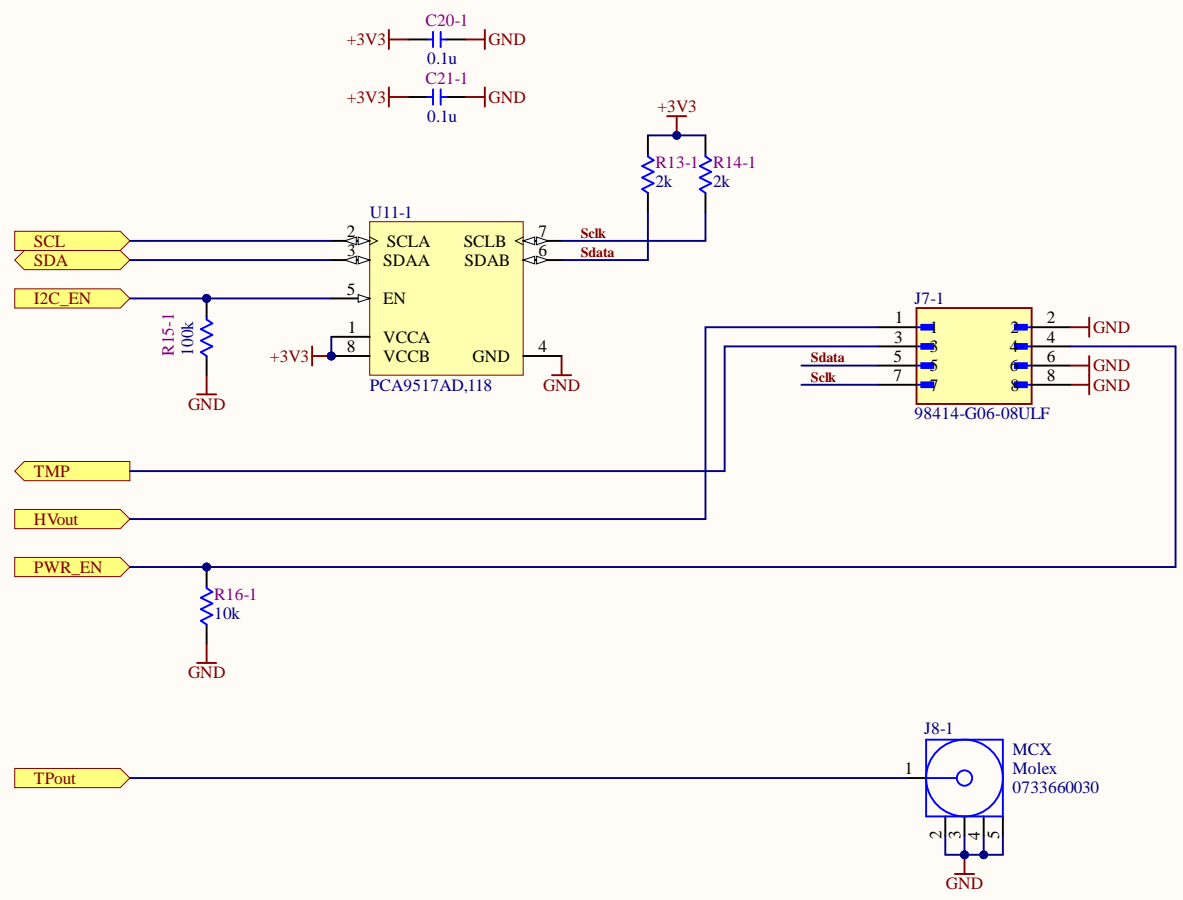 C20-1
+3V3 GND
0.1u
C21-1
+3V3 GND
0.1u
+3V3
R13-1 R14-1
2k 2k
U11-1
SCL 2 SCLA SCLB 7 Sclk
SDA 3 SDAA SDAB 6 Sdata
I2C_EN 5 EN
R15-1
100k
1 VCCA
+3V3 8 VCCB GND 4
GND
PCA9517AD,118
GND
J7-1
1 1 2 2 GND
3 3 4 4
Sdata 5 5 6 6 GND
Sclk 7 7 8 8 GND
98414-G06-08ULF
TMP
HVout
PWR_EN
R16-1
10k
GND
J8-1
TPout 1
MCX
Molex
0733660030
2 3 4 5
GND